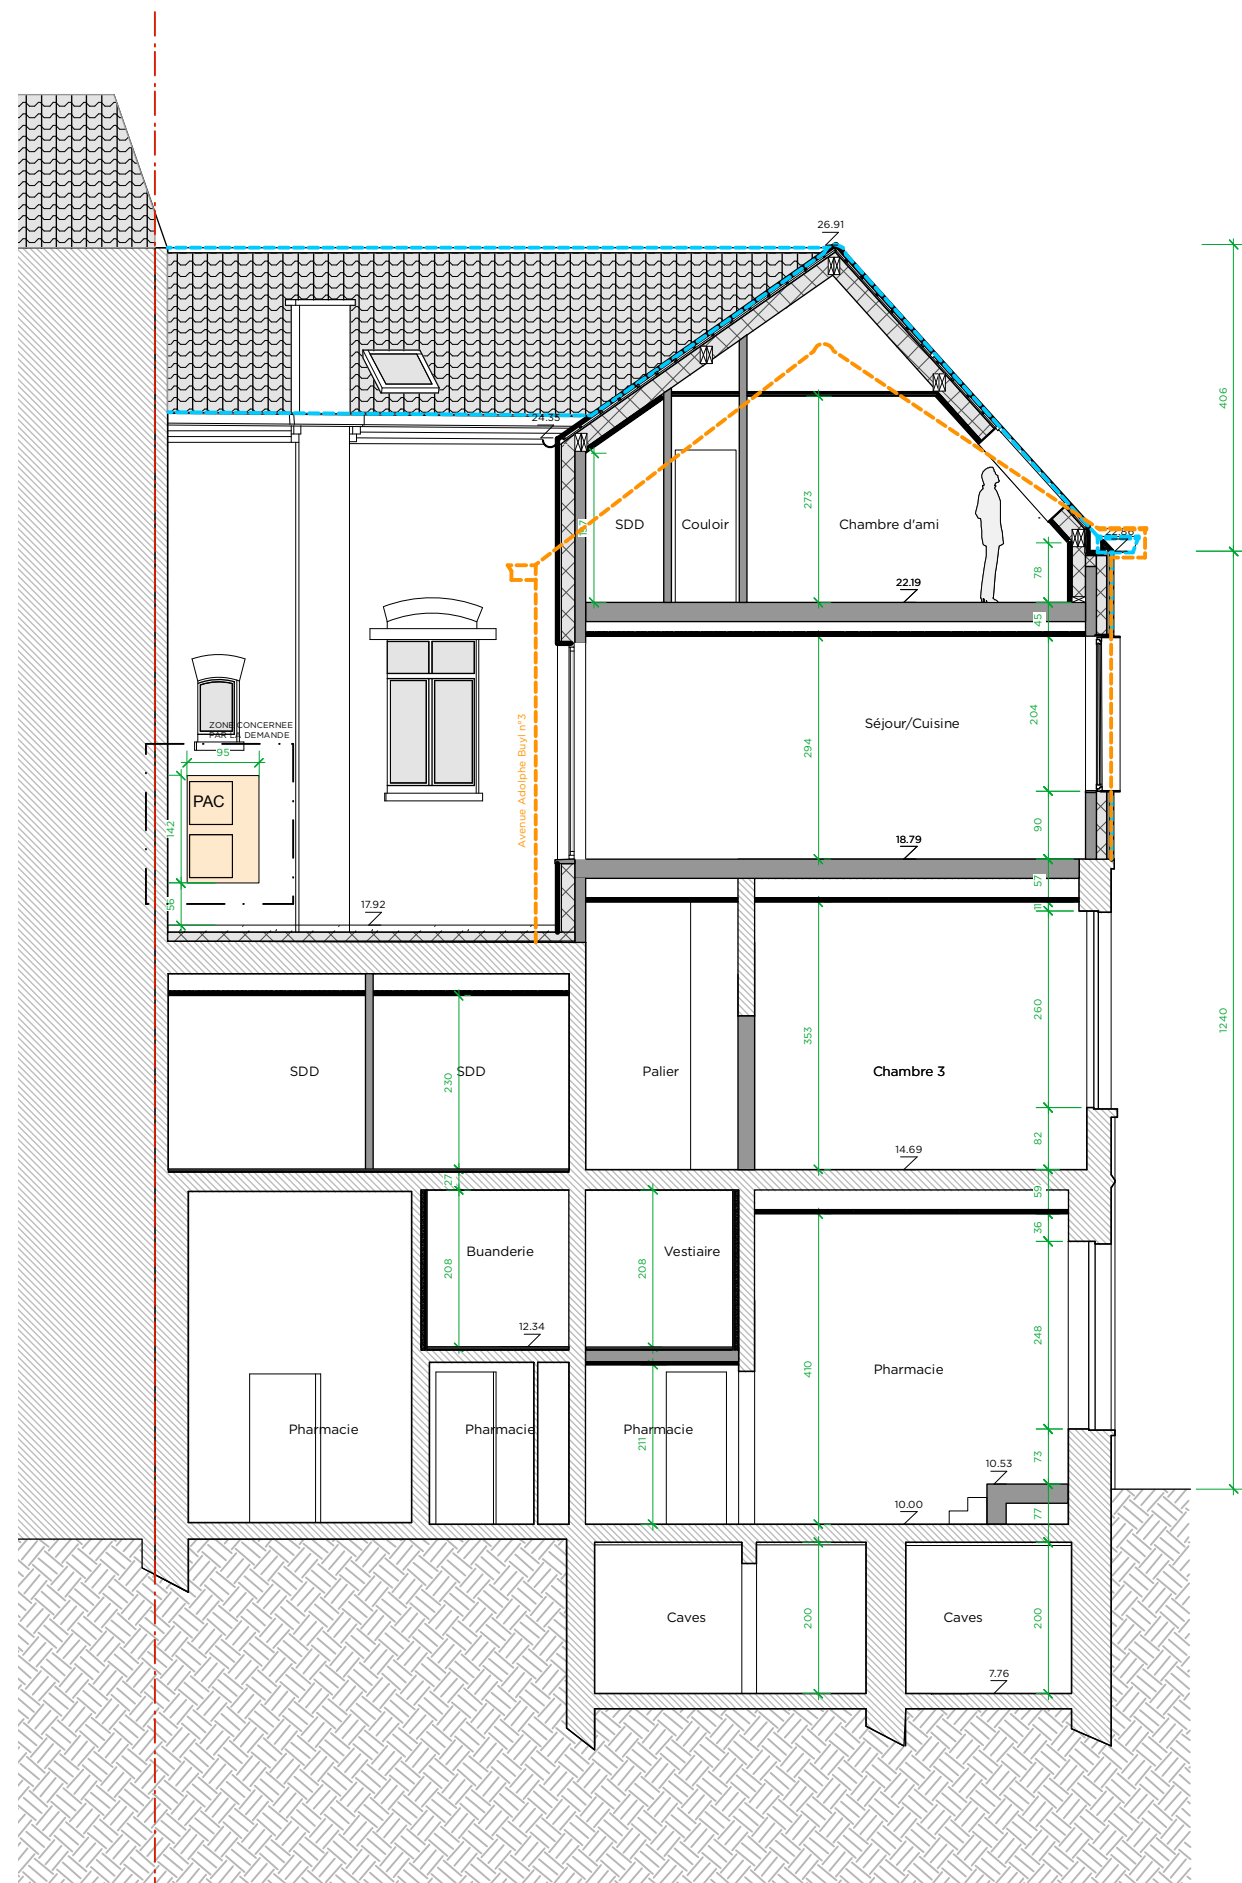 26.91
406
24.35
273
197
SDD
Couloir
Chambre d'ami
22.86
78
22.19
45
Séjour/Cuisine
204
294
ZONE CONCERNEE
PAR LA DEMANDE
95
PAC
142
56
Avenue Adolphe Buyl n°3
90
18.79
57
17.92
11
260
353
1240
SDD
SDD
230
Palier
Chambre 3
82
14.69
27
59
36
Buanderie
208
Vestiaire
208
248
12.34
410
Pharmacie
Pharmacie
Pharmacie
Pharmacie
211
73
10.53
10.00
77
Caves
200
Caves
200
7.76